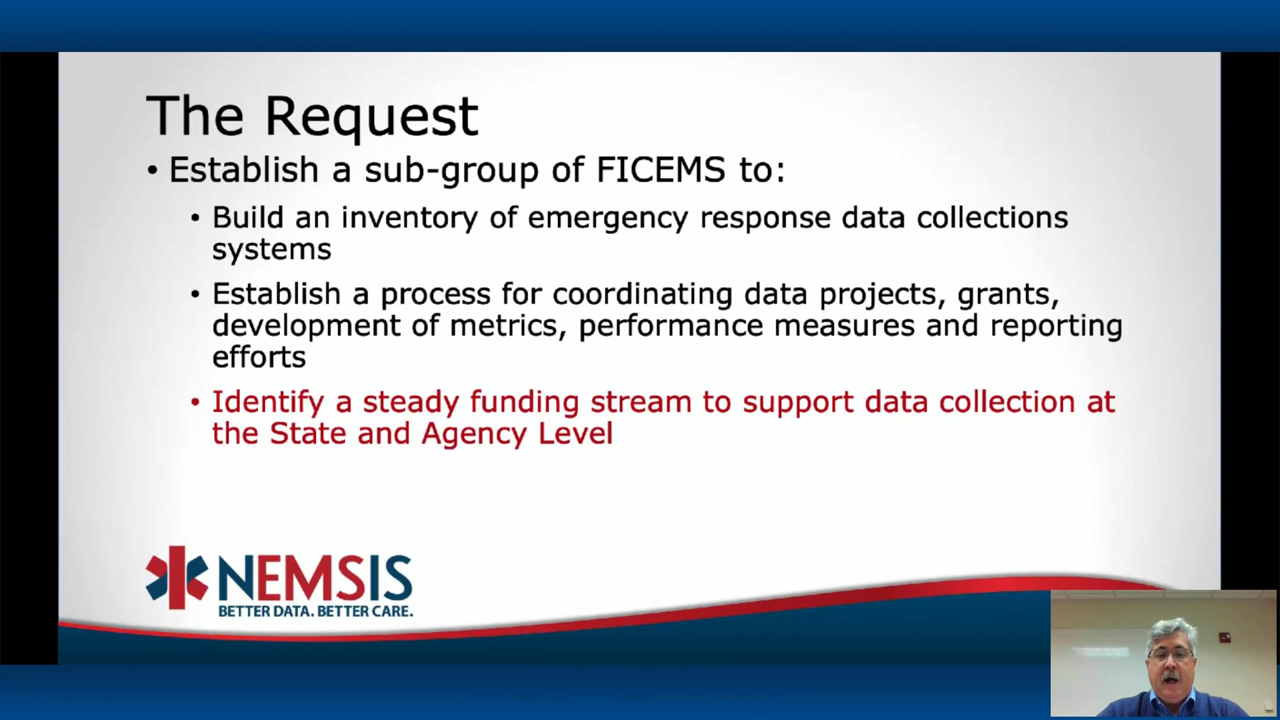 The Request
• Establish a sub-group of FICEMS to:
• Build an inventory of emergency response data collections
systems
• Establish a process for coordinating data projects, grants,
development of metrics, performance measures and reporting
efforts
• Identify a steady funding stream to support data collection at
the State and Agency Level
NEMSIS
BETTER DATA. BETTER CARE.